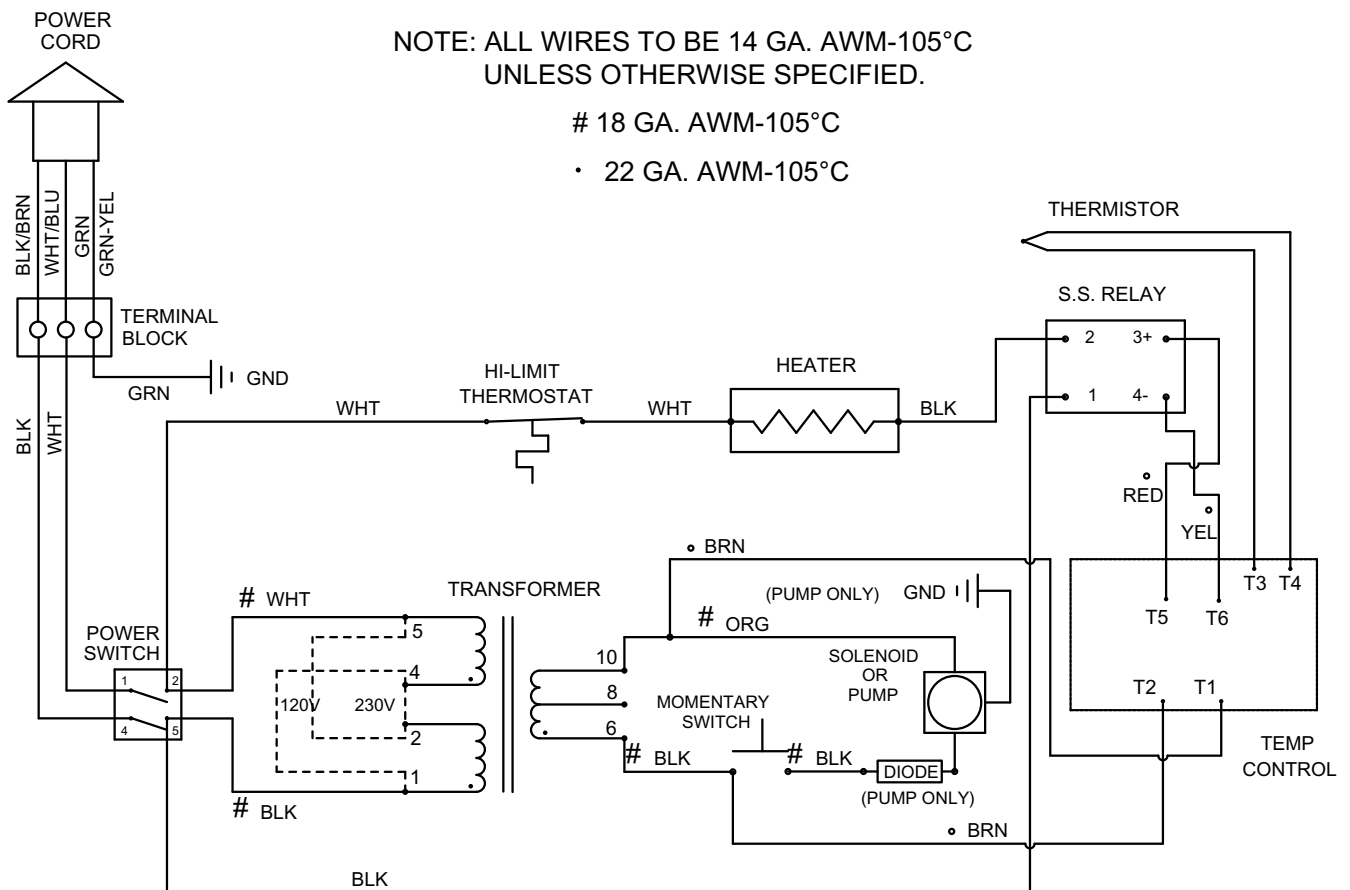 POWER
CORD
NOTE: ALL WIRES TO BE 14 GA. AWM-105°C
UNLESS OTHERWISE SPECIFIED.
# 18 GA. AWM-105°C
· 22 GA. AWM-105°C
BLK/BRN
WHT/BLU
GRN
GRN-YEL
TERMINAL
BLOCK
GRN
GND
BLK
WHT
WHT
HI-LIMIT
THERMOSTAT
WHT
HEATER
BLK
THERMISTOR
S.S. RELAY
2 3+
1 4-
RED
YEL
T3 T4
T5 T6
T2 T1
TEMP
CONTROL
BRN
# WHT
TRANSFORMER
(PUMP ONLY) GND
# ORG
POWER
SWITCH
1 2
4 5
5
4
120V 230V
2
1
# BLK
10
8
6
# BLK
MOMENTARY
SWITCH
# BLK
SOLENOID
OR
PUMP
DIODE
(PUMP ONLY)
BRN
BLK